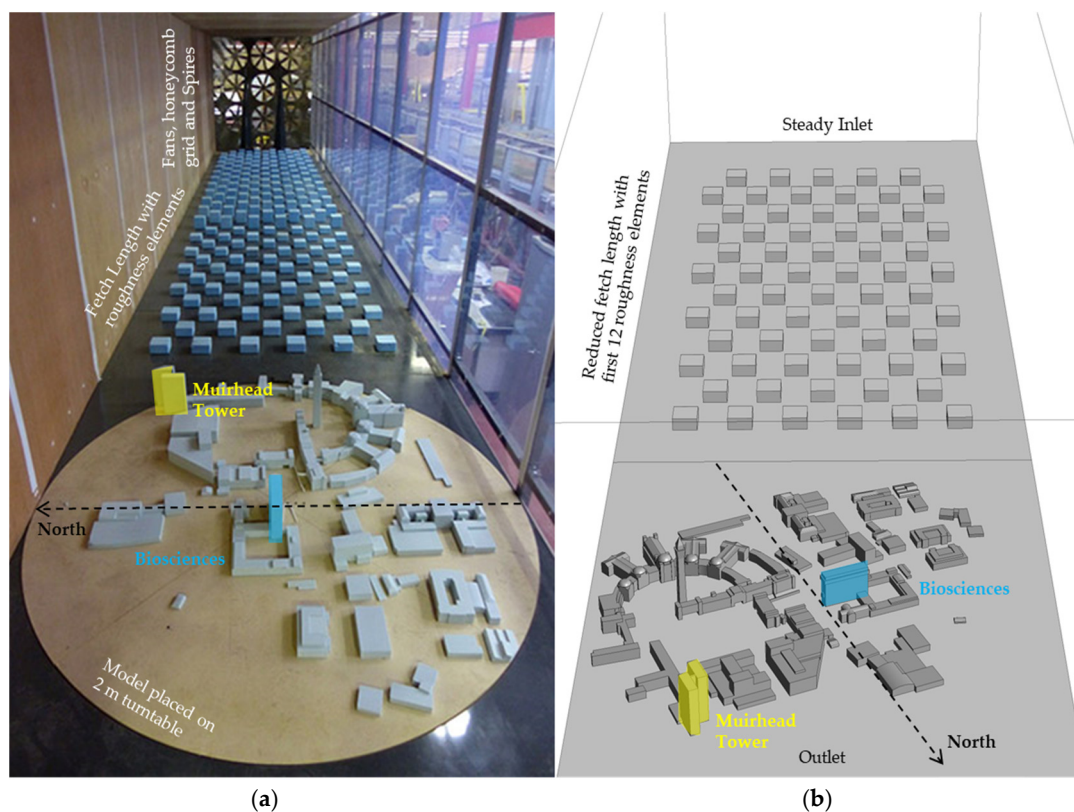 Fans, honeycomb
grid and Spires
Fetch Length with
roughness elements
Muirhead
Tower
North
Biosciences
Model placed on
2 m turntable
(a)
Steady Inlet
Reduced fetch length with
first 12 roughness elements
Biosciences
Muirhead
Tower
North
Outlet
(b)